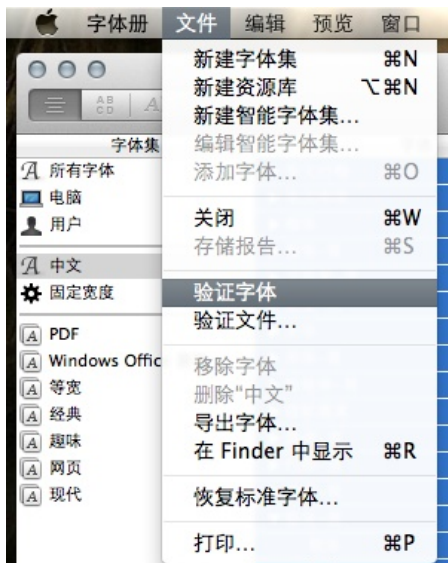 字体册 文件 编辑 预览 窗口
新建字体集 ⌘N
新建资源库 ⌥⌘N
新建智能字体集...
编辑智能字体集...
添加字体... ⌘O
关闭 ⌘W
存储报告... ⌘S
验证字体
验证文件...
移除字体
删除“中文”
导出字体...
在 Finder 中显示 ⌘R
恢复标准字体...
打印... ⌘P
字体集
所有字体
电脑
用户
中文
固定宽度
PDF
Windows Offic
等宽
经典
趣味
网页
现代